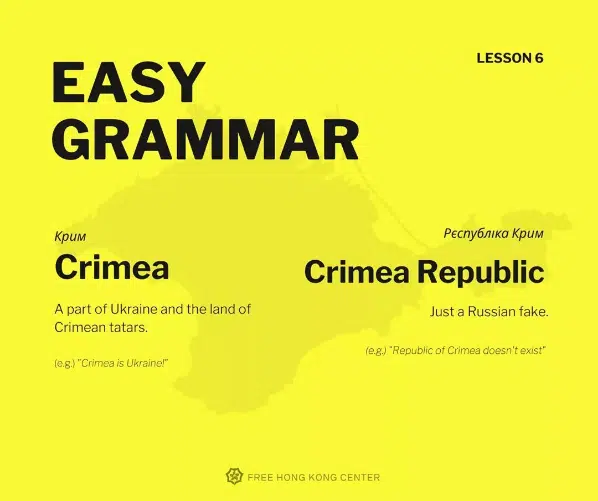 LESSON 6
EASY
GRAMMAR
Крим
Crimea
A part of Ukraine and the land of
Crimean tatars.
(e.g.) "Crimea is Ukraine!"
Рєспубліка Крим
Crimea Republic
Just a Russian fake.
(e.g.) "Republic of Crimea doesn't exist"
FREE HONG KONG CENTER